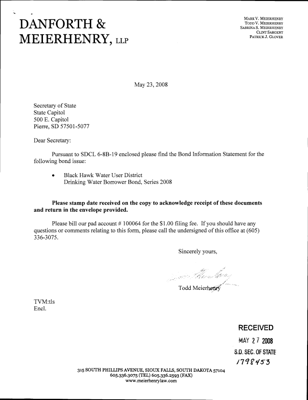 DANFORTH &
MEIERHENRY, LLP
MARK V. MEIERHENRY
TODD V. MEIERHENRY
SABRINA S. MEIERHENRY
CLINT SARGENT
PATRICK J. GLOVER
May 23, 2008
Secretary of State
State Capitol
500 E. Capitol
Pierre, SD 57501-5077
Dear Secretary:
Pursuant to SDCL 6-8B-19 enclosed please find the Bond Information Statement for the
following bond issue:
• Black Hawk Water User District
Drinking Water Borrower Bond, Series 2008
Please stamp date received on the copy to acknowledge receipt of these documents
and return in the envelope provided.
Please bill our pad account # 100064 for the $1.00 filing fee. If you should have any
questions or comments relating to this form, please call the undersigned of this office at (605)
336-3075.
Sincerely yours,
Todd Meierhenry
TVM:tls
Encl.
RECEIVED
MAY 27 2008
S.D. SEC. OF STATE
1798453
315 SOUTH PHILLIPS AVENUE, SIOUX FALLS, SOUTH DAKOTA 57104
605.336.3075 (TELEPHONE) 605.336.2593 (FAX)
www.meierhenrylaw.com